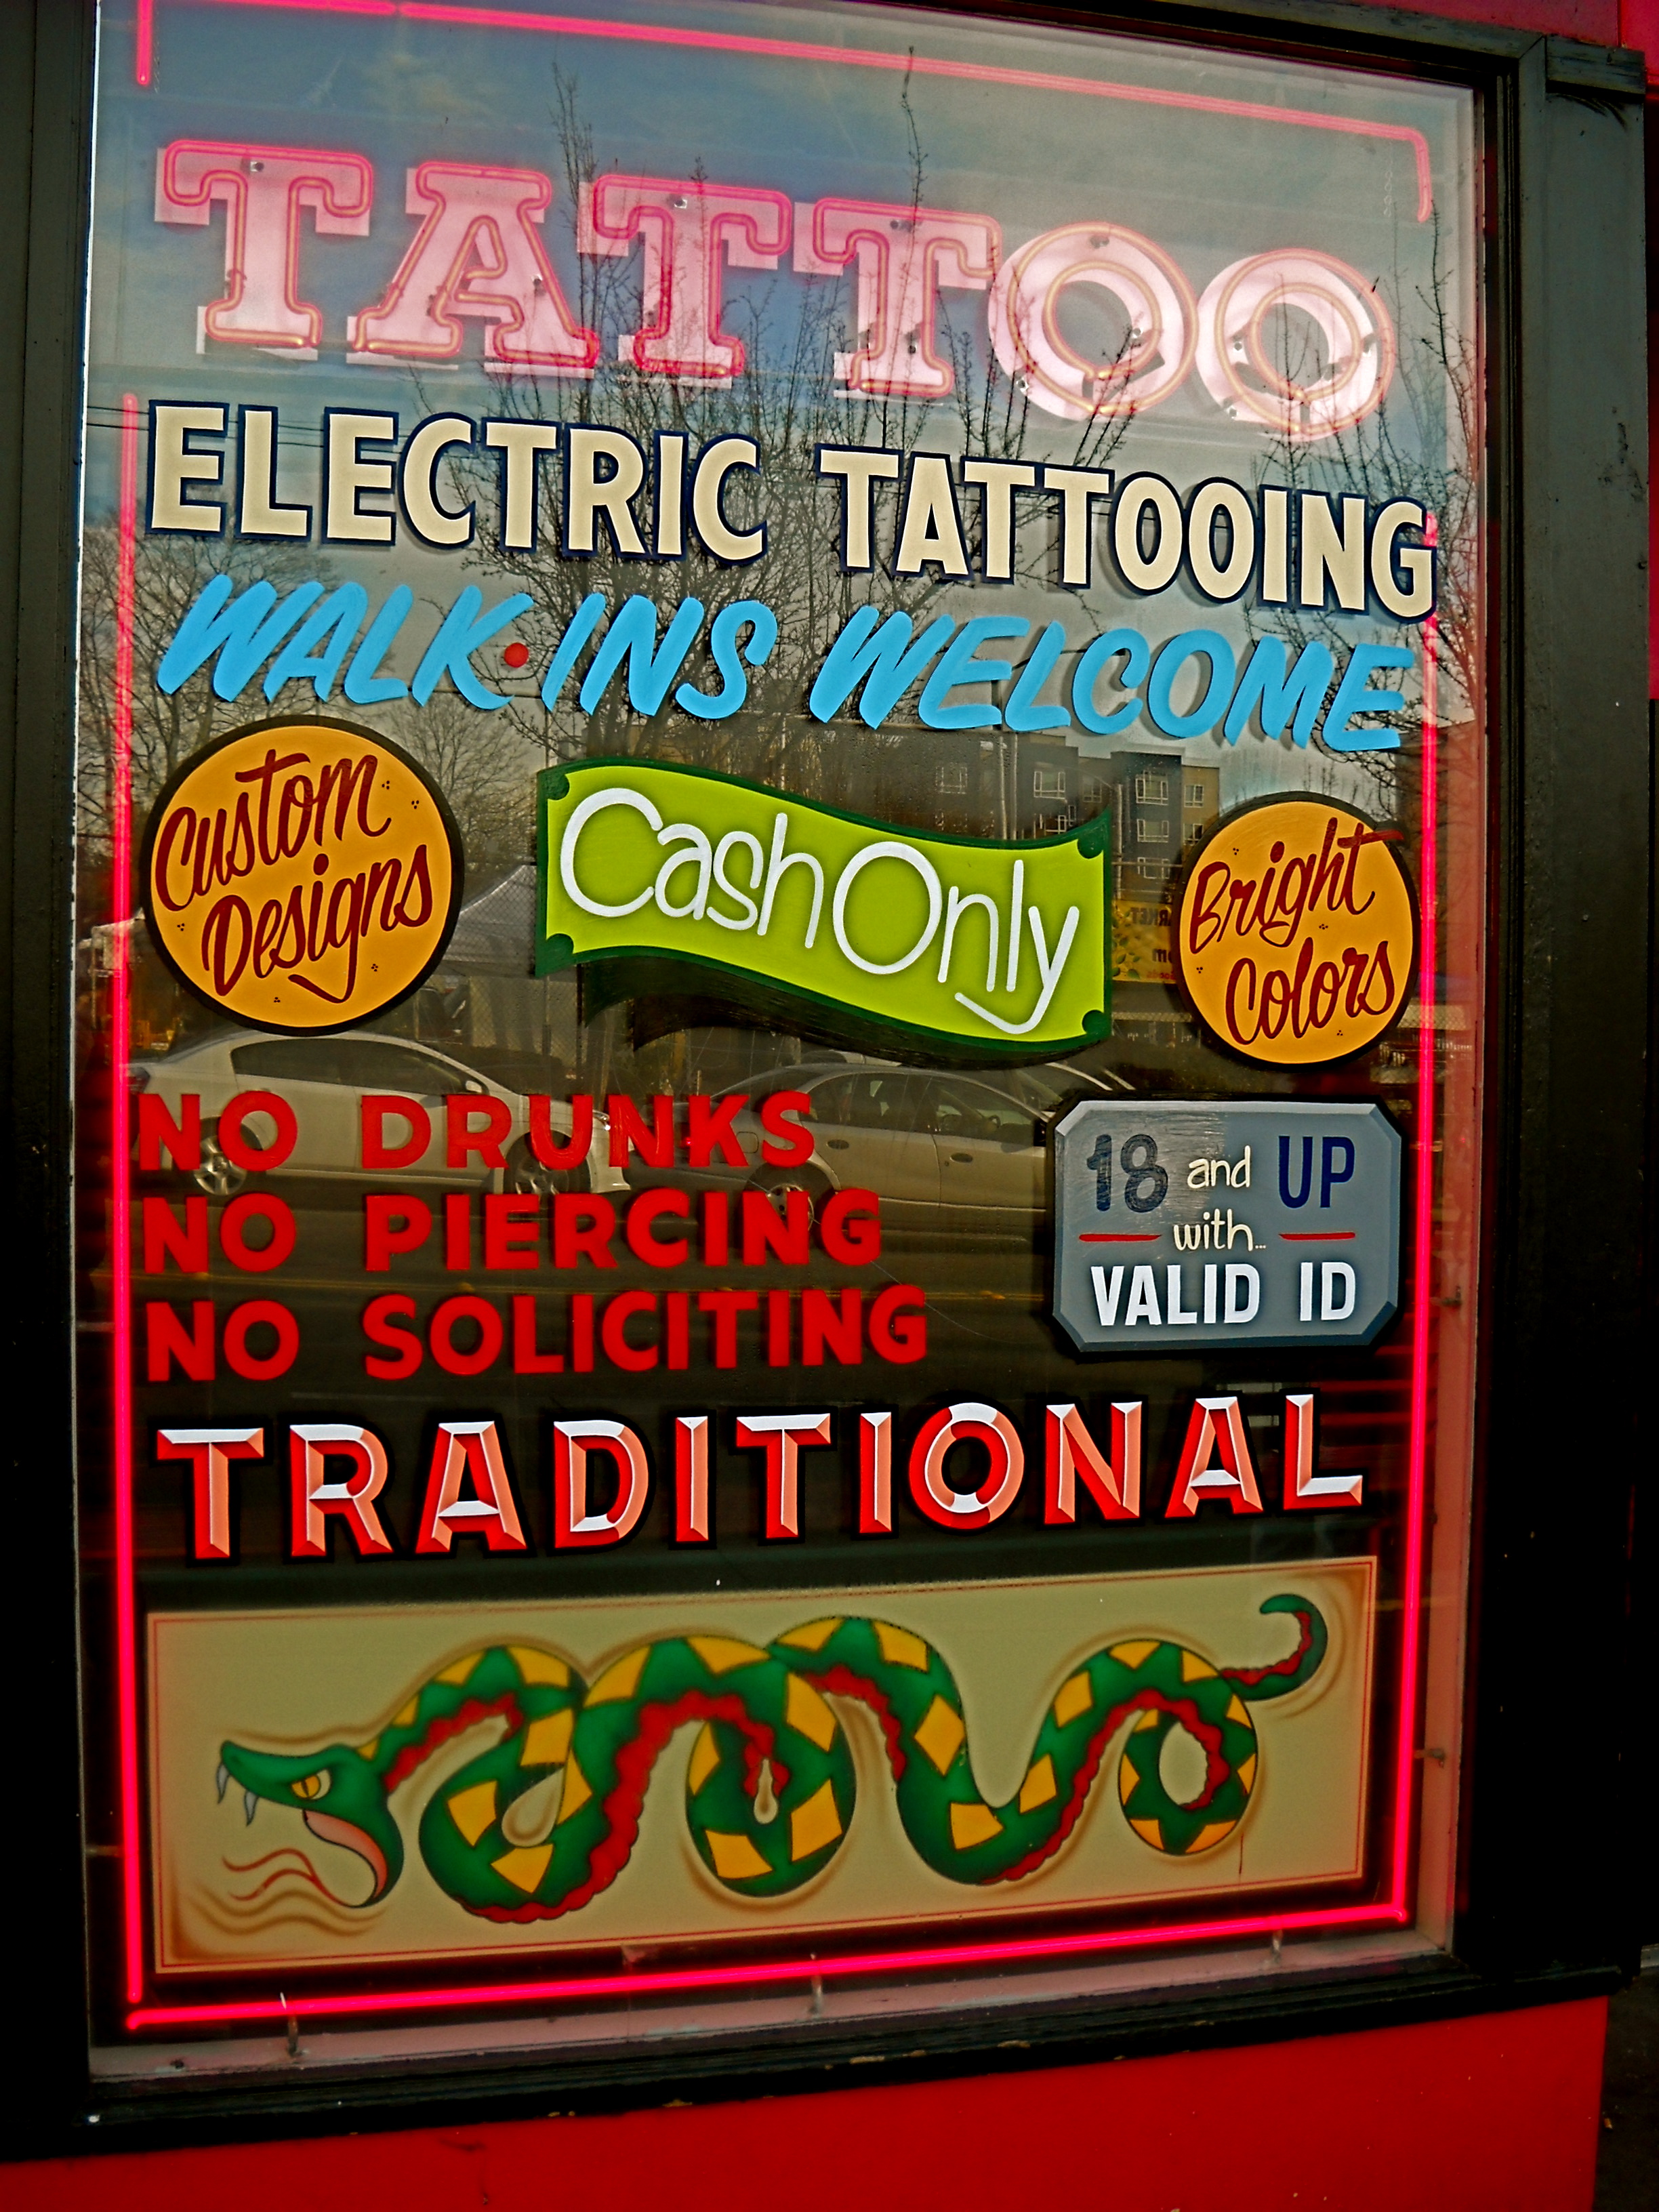 TATTOO
ELECTRIC TATTOOING
WALK•INS WELCOME
Custom
Designs
Cash Only
Bright
Colors
NO DRUNKS
NO PIERCING
NO SOLICITING
18 and UP
with...
VALID ID
TRADITIONAL